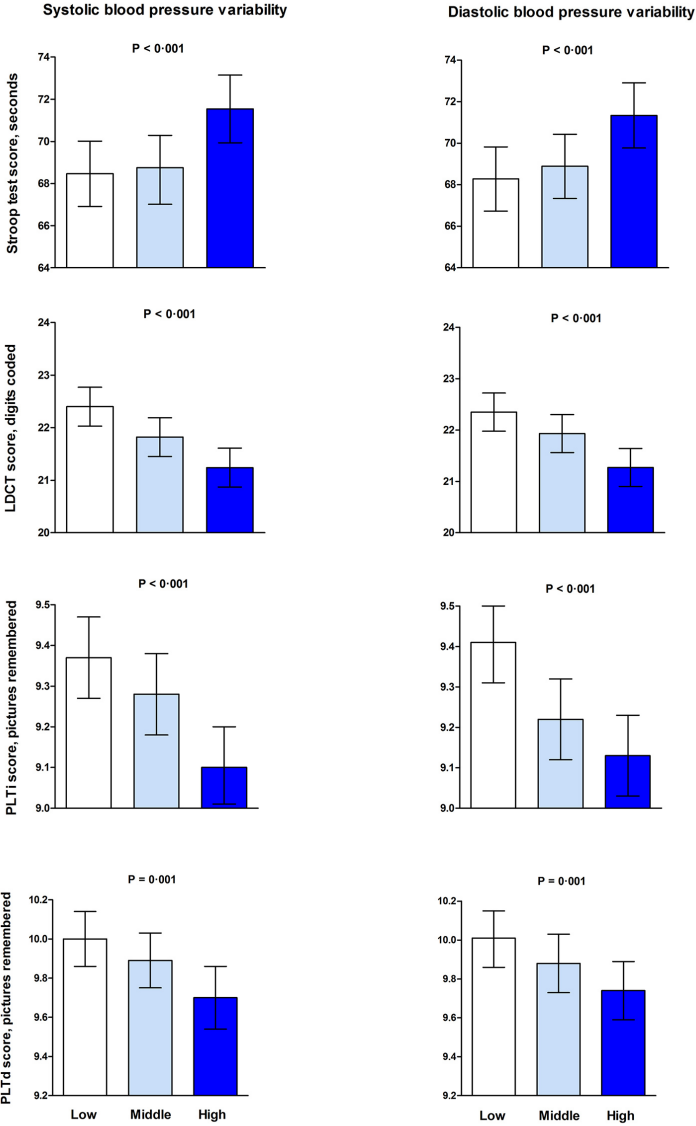 Systolic blood pressure variability
Diastolic blood pressure variability
P < 0·001
Stroop test score, seconds
74
72
70
68
66
64
P < 0·001
74
72
70
68
66
64
P < 0·001
LDCT score, digits coded
24
23
22
21
20
P < 0·001
24
23
22
21
20
P < 0·001
PLTi score, pictures remembered
9.5
9.4
9.3
9.2
9.1
9.0
P < 0·001
9.5
9.4
9.3
9.2
9.1
9.0
P = 0·001
PLTd score, pictures remembered
10.2
10.0
9.8
9.6
9.4
9.2
Low Middle High
P = 0·001
10.2
10.0
9.8
9.6
9.4
9.2
Low Middle High